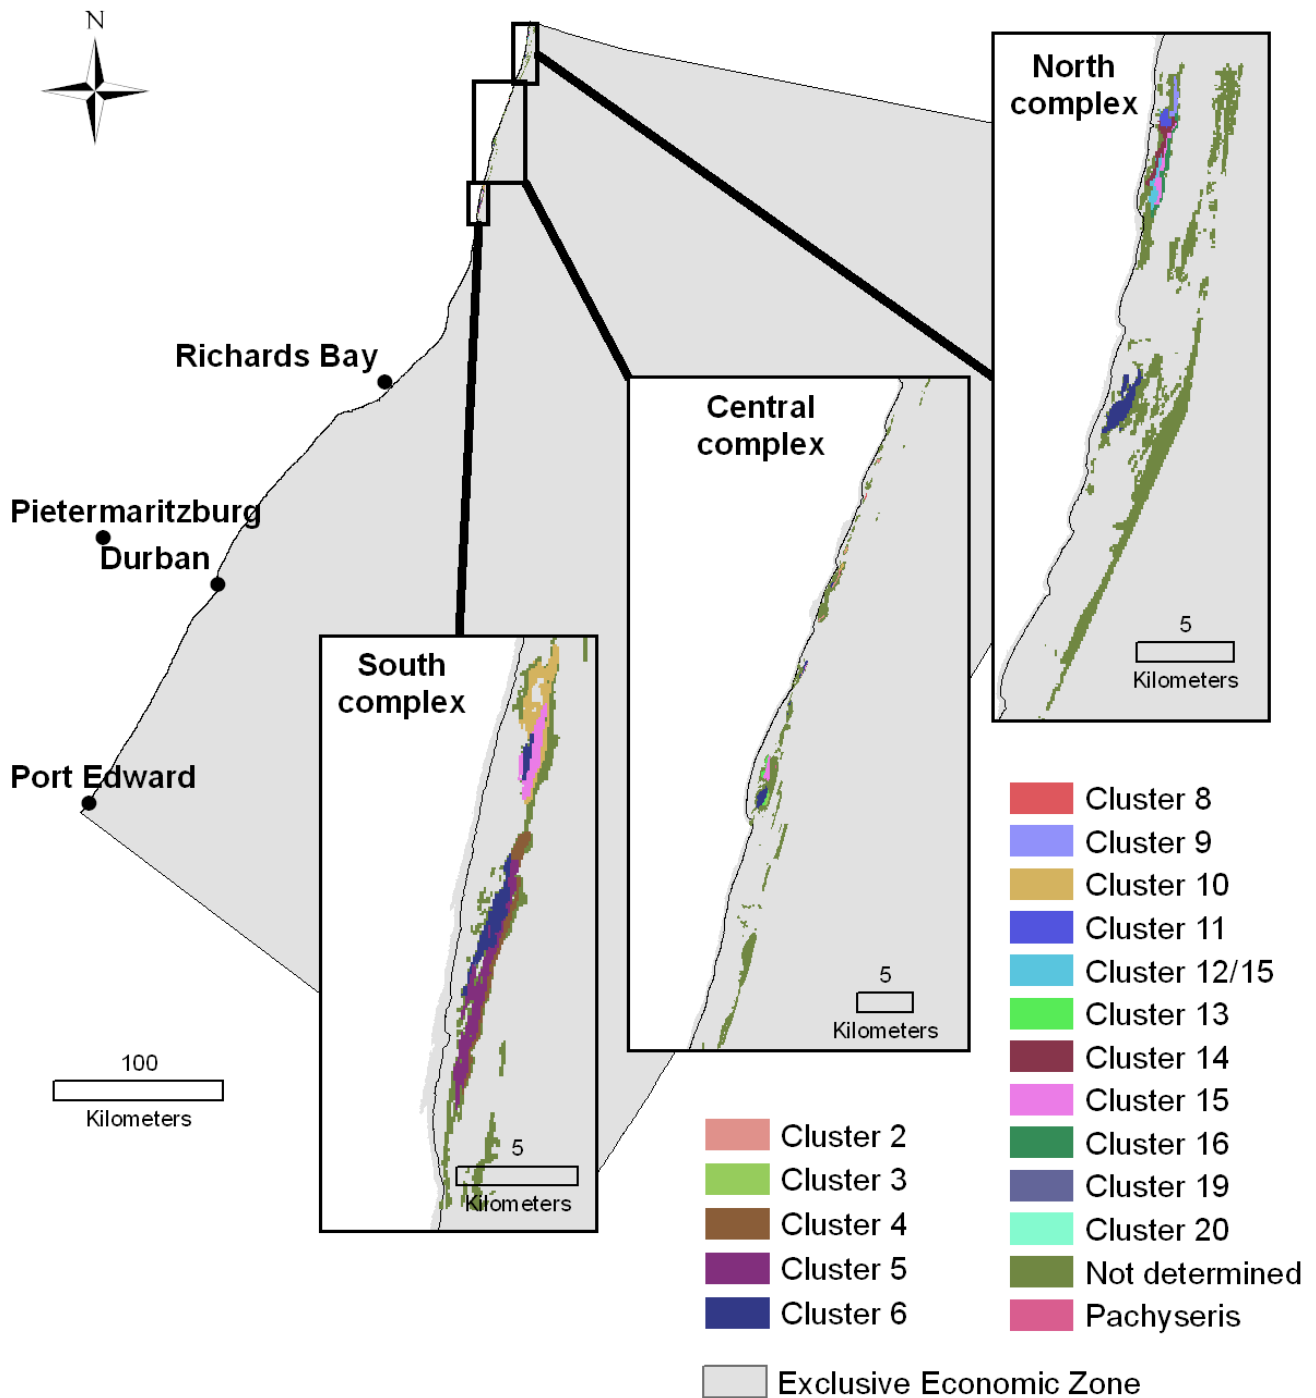 N
North
complex
Richards Bay
Central
complex
Pietermaritzburg
Durban
5
Kilometers
South
complex
Port Edward
5
Kilometers
100
Kilometers
5
Kilometers
Cluster 2
Cluster 3
Cluster 4
Cluster 5
Cluster 6
Cluster 8
Cluster 9
Cluster 10
Cluster 11
Cluster 12/15
Cluster 13
Cluster 14
Cluster 15
Cluster 16
Cluster 19
Cluster 20
Not determined
Pachyseris
Exclusive Economic Zone